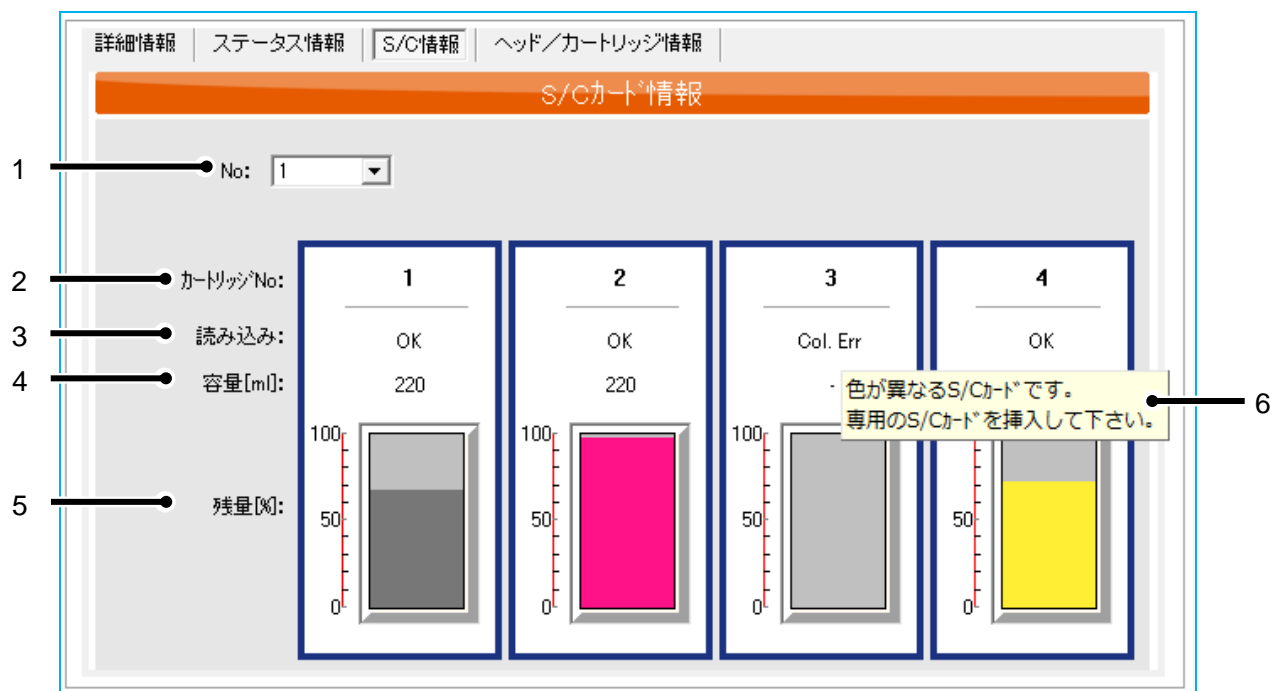 詳細情報 ステータス情報 S/C情報 ヘッド／カートリッジ情報
S/Cｶｰﾄﾞ情報
1 No: 1
2 ｶｰﾄﾘｯｼﾞNo: 1 2 3 4
3 読み込み: OK OK Col. Err OK
4 容量[ml]: 220 220 -
色が異なるS/Cｶｰﾄﾞです。
専用のS/Cｶｰﾄﾞを挿入して下さい。
6
100 100 100
5 残量[%]: 50 50 50 50
0 0 0 0